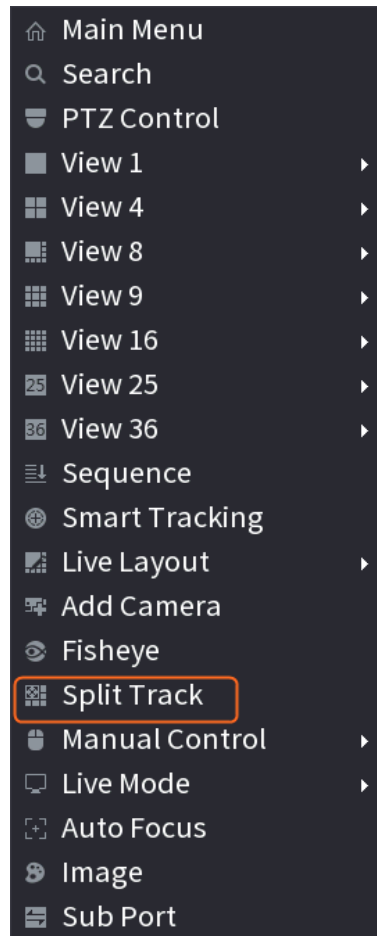 Main Menu
Search
PTZ Control
View 1
View 4
View 8
View 9
View 16
25 View 25
36 View 36
Sequence
Smart Tracking
Live Layout
Add Camera
Fisheye
Split Track
Manual Control
Live Mode
Auto Focus
Image
Sub Port